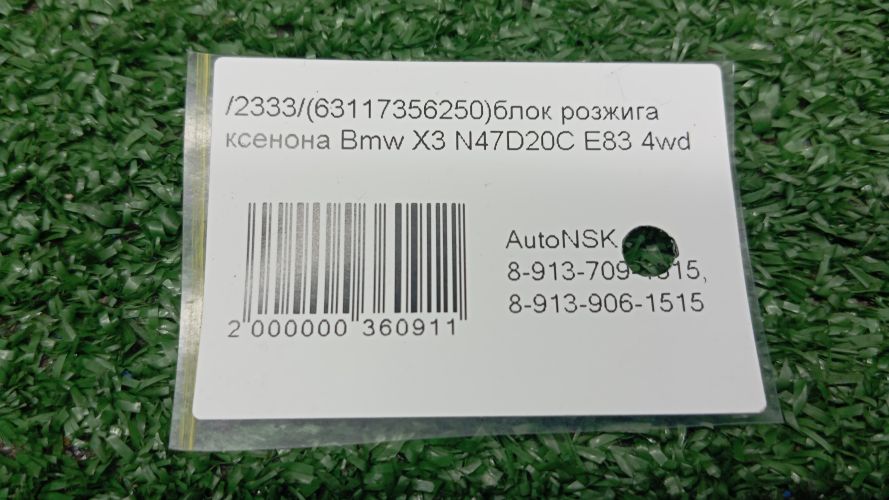 /2333/(63117356250)блок розжига
ксенона Bmw X3 N47D20C E83 4wd
AutoNSK
8-913-709-1515,
8-913-906-1515
2 000000 360911